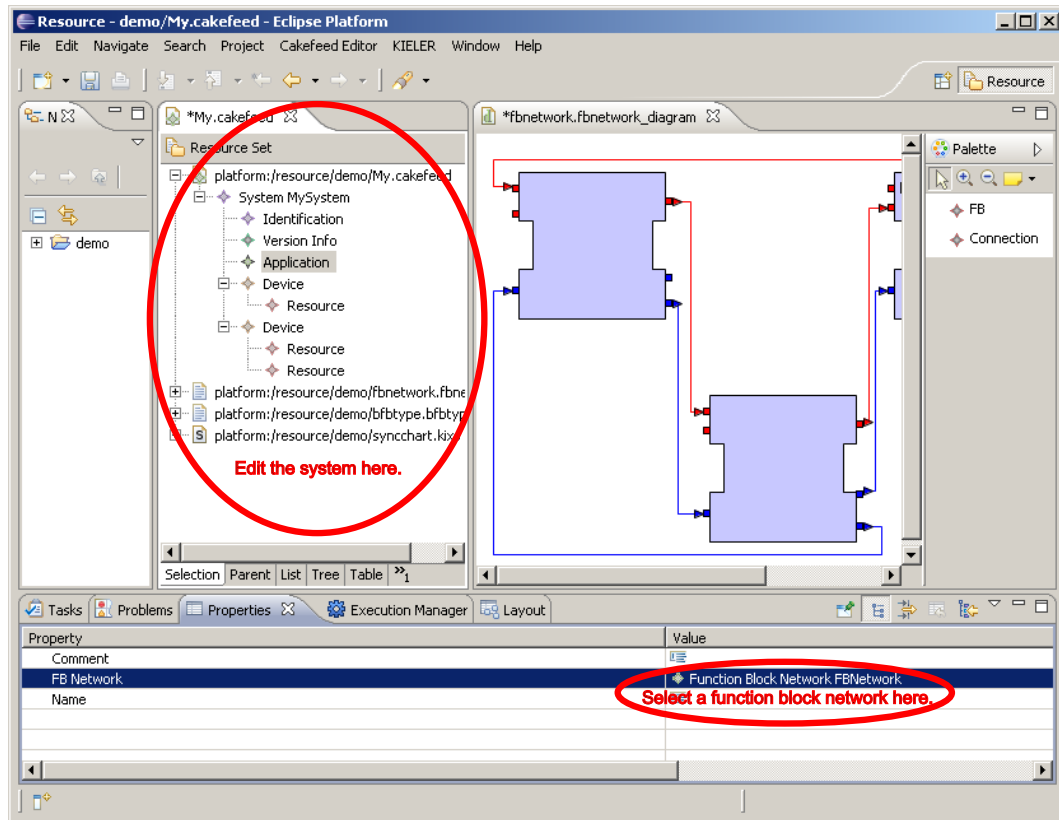 Resource - demo/My.cakefeed - Eclipse Platform
File Edit Navigate Search Project Cakefeed Editor KIELER Window Help
Resource
N
*My.cakefeed
*fbnetwork.fbnetwork_diagram
Resource Set
Palette
platform:/resource/demo/My.cakefeed
System MySystem
Identification
Version Info
Application
Device
Resource
Device
Resource
Resource
platform:/resource/demo/fbnetwork.fbne
platform:/resource/demo/bfbtype.bfbtyp
platform:/resource/demo/syncchart.kixs
demo
FB
Connection
Edit the system here.
Selection Parent List Tree Table »1
Tasks Problems Properties Execution Manager Layout
Property Value
Comment
FB Network Function Block Network FBNetwork
Name
Select a function block network here.